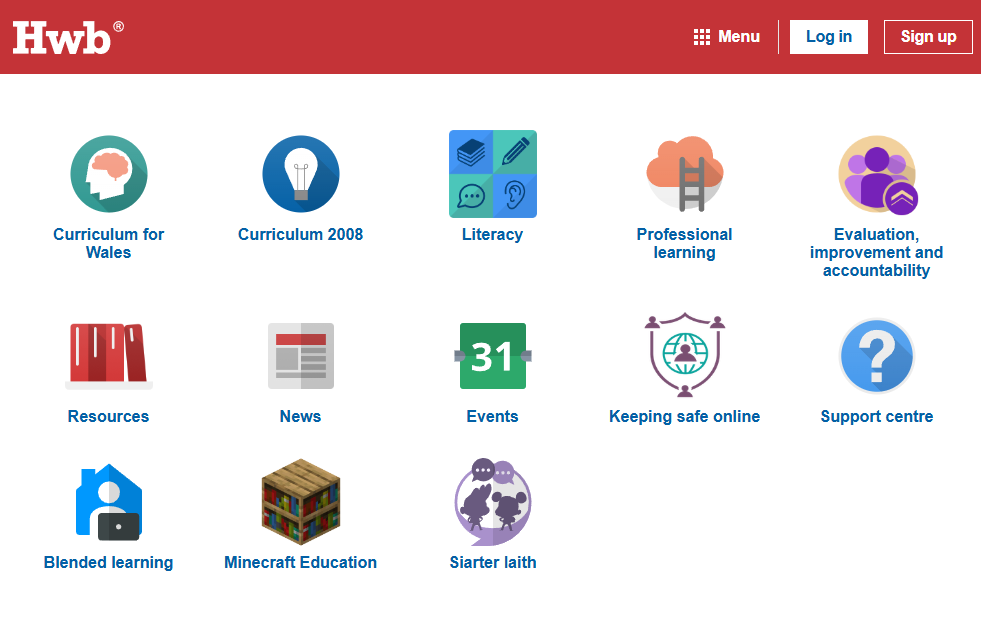 Hwb®
Menu
Log in
Sign up
Curriculum for
Wales
Curriculum 2008
Literacy
Professional
learning
Evaluation,
improvement and
accountability
31
Resources
News
Events
Keeping safe online
Support centre
?
Blended learning
Minecraft Education
Siarter Iaith